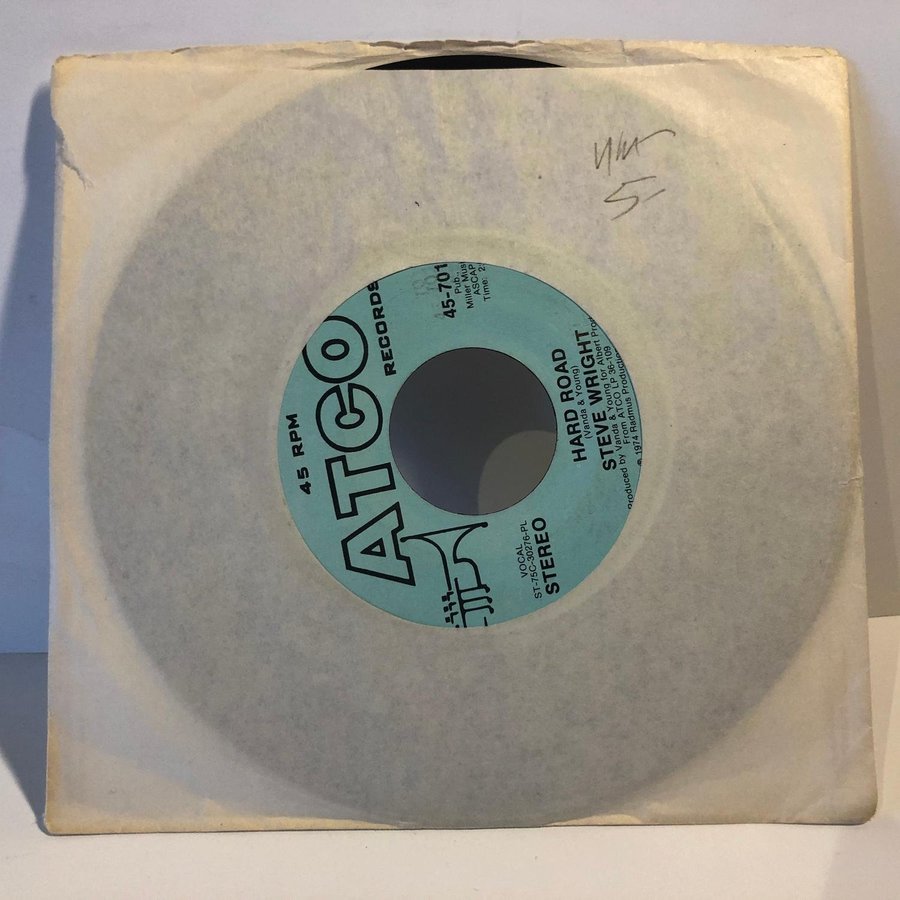 45 RPM
ATCO
RECORDS
45-701
Pub.,
Miller Mus
ASCAP
Time: 2
VOCAL
ST-75C-30276-PL
STEREO
HARD ROAD
(Vanda & Young)
STEVE WRIGHT
Produced by Vanda & Young for Albert Prod
From ATCO LP 36-109
1974 Radmus Productio
5-